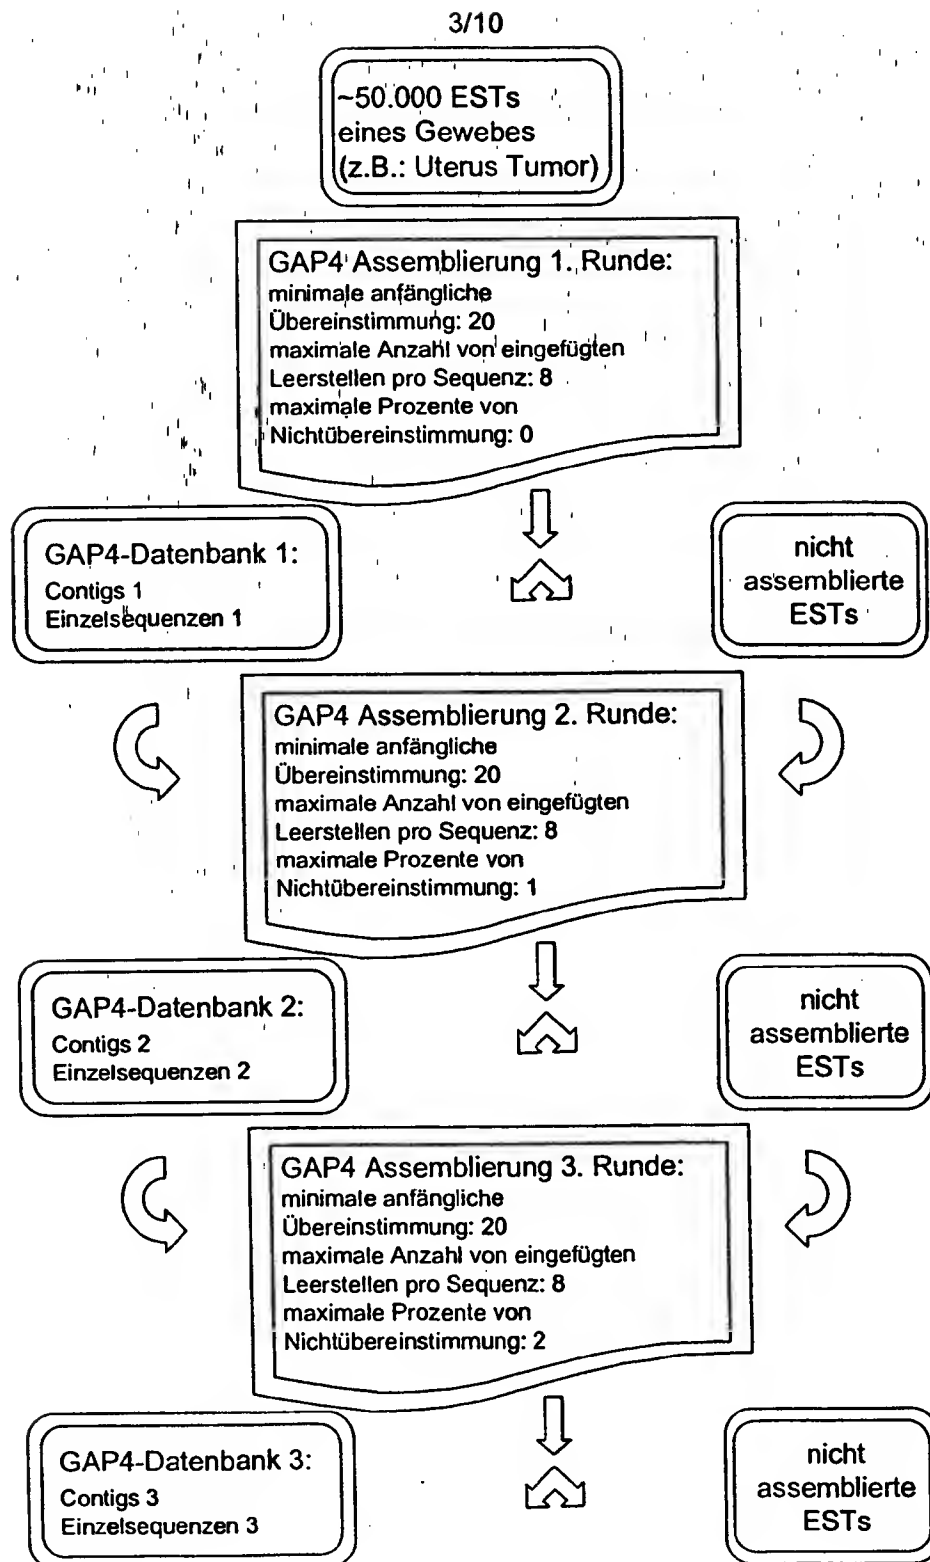 3/10
~50.000 ESTs
eines Gewebes
(z.B.: Uterus Tumor)
GAP4 Assemblierung 1. Runde:
minimale anfängliche
Übereinstimmung: 20
maximale Anzahl von eingefügten
Leerstellen pro Sequenz: 8
maximale Prozente von
Nichtübereinstimmung: 0
GAP4-Datenbank 1:
Contigs 1
Einzelsequenzen 1
nicht
assemblierte
ESTs
GAP4 Assemblierung 2. Runde:
minimale anfängliche
Übereinstimmung: 20
maximale Anzahl von eingefügten
Leerstellen pro Sequenz: 8
maximale Prozente von
Nichtübereinstimmung: 1
GAP4-Datenbank 2:
Contigs 2
Einzelsequenzen 2
nicht
assemblierte
ESTs
GAP4 Assemblierung 3. Runde:
minimale anfängliche
Übereinstimmung: 20
maximale Anzahl von eingefügten
Leerstellen pro Sequenz: 8
maximale Prozente von
Nichtübereinstimmung: 2
GAP4-Datenbank 3:
Contigs 3
Einzelsequenzen 3
nicht
assemblierte
ESTs